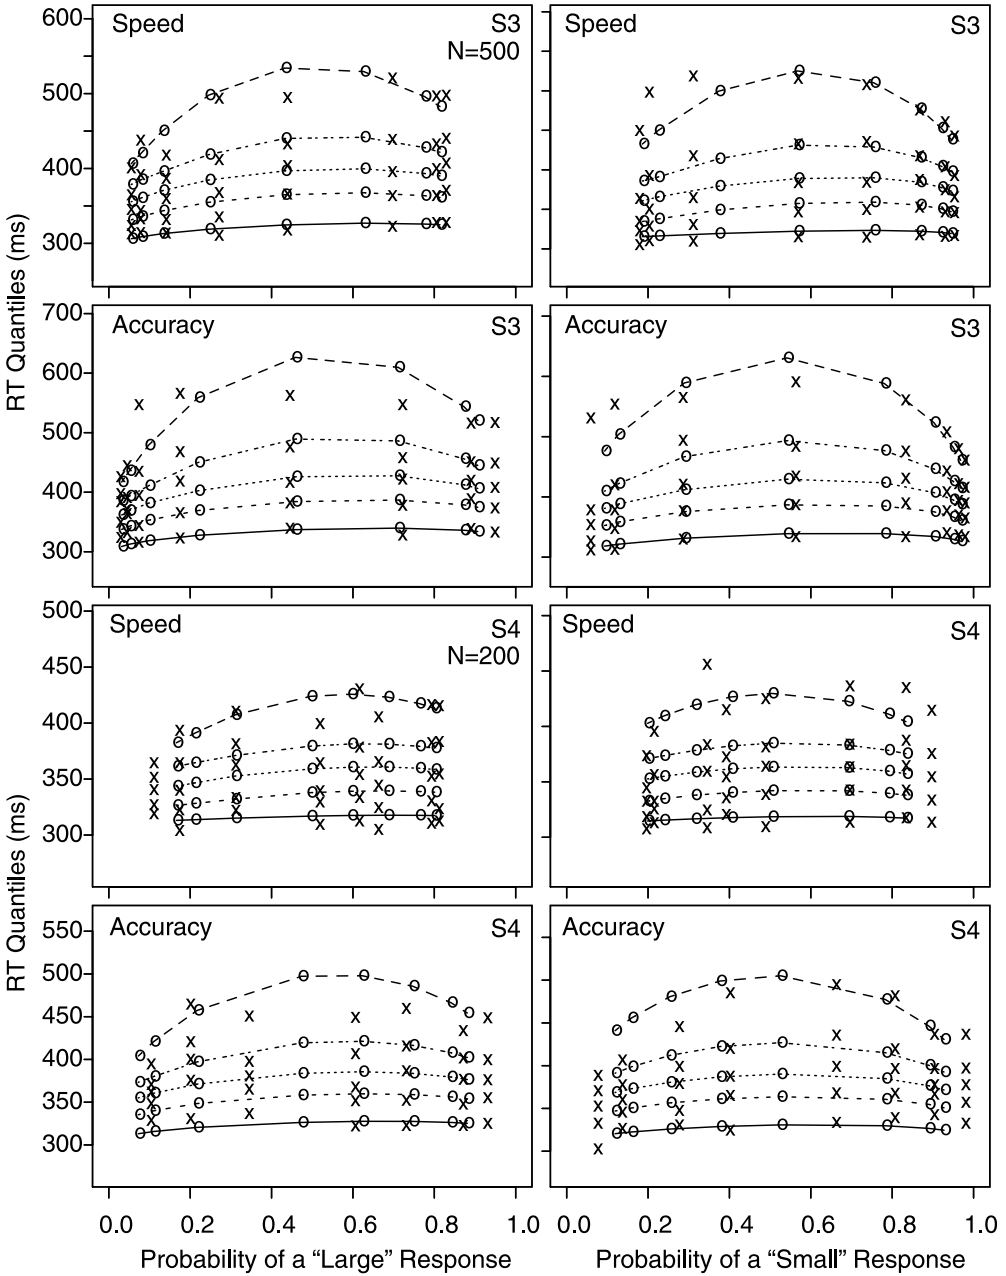 Speed S3
N=500
600
500
400
300
Speed S3
Accuracy S3
700
600
500
400
300
Accuracy S3
RT Quantiles (ms)
Speed S4
N=200
500
450
400
350
300
Speed S4
Accuracy S4
550
500
450
400
350
300
Accuracy S4
RT Quantiles (ms)
0.0 0.2 0.4 0.6 0.8 1.0
0.0 0.2 0.4 0.6 0.8 1.0
Probability of a “Large” Response
Probability of a “Small” Response